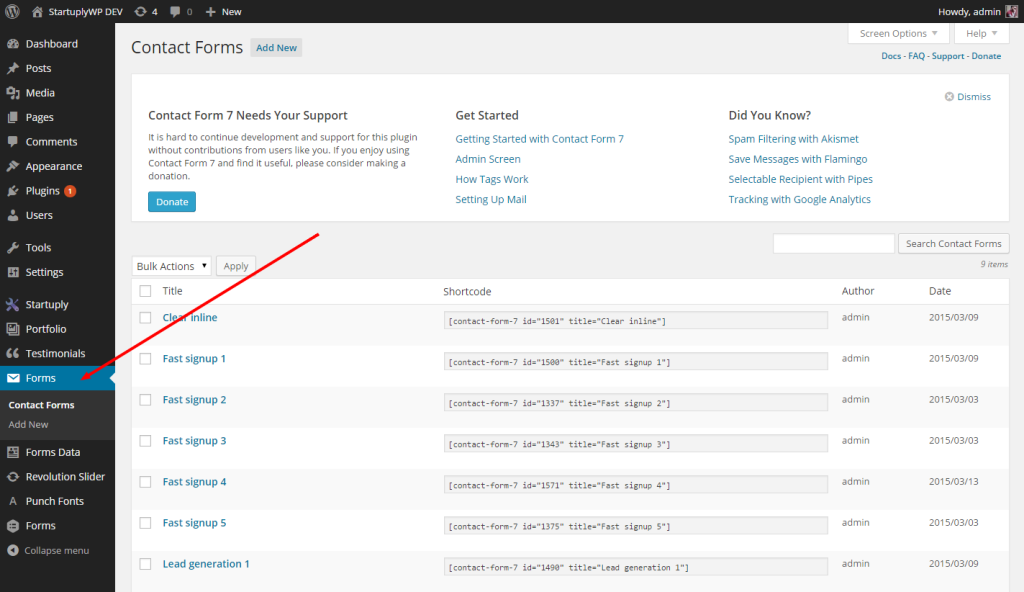 StartuplyWP DEV 4 0 New Howdy, admin
Dashboard
Posts
Media
Pages
Comments
Appearance
Plugins 1
Users
Tools
Settings
Startuply
Portfolio
Testimonials
Forms
Contact Forms
Add New
Forms Data
Revolution Slider
Punch Fonts
Forms
Collapse menu
Contact Forms Add New
Screen Options Help
Docs - FAQ - Support - Donate
Dismiss
Contact Form 7 Needs Your Support
It is hard to continue development and support for this plugin
without contributions from users like you. If you enjoy using
Contact Form 7 and find it useful, please consider making a
donation.
Donate
Get Started
Getting Started with Contact Form 7
Admin Screen
How Tags Work
Setting Up Mail
Did You Know?
Spam Filtering with Akismet
Save Messages with Flamingo
Selectable Recipient with Pipes
Tracking with Google Analytics
Search Contact Forms
Bulk Actions Apply
9 items
Title Shortcode Author Date
Clear inline [contact-form-7 id="1501" title="Clear inline"] admin 2015/03/09
Fast signup 1 [contact-form-7 id="1500" title="Fast signup 1"] admin 2015/03/09
Fast signup 2 [contact-form-7 id="1337" title="Fast signup 2"] admin 2015/03/03
Fast signup 3 [contact-form-7 id="1343" title="Fast signup 3"] admin 2015/03/03
Fast signup 4 [contact-form-7 id="1571" title="Fast signup 4"] admin 2015/03/13
Fast signup 5 [contact-form-7 id="1375" title="Fast signup 5"] admin 2015/03/03
Lead generation 1 [contact-form-7 id="1490" title="Lead generation 1"] admin 2015/03/09